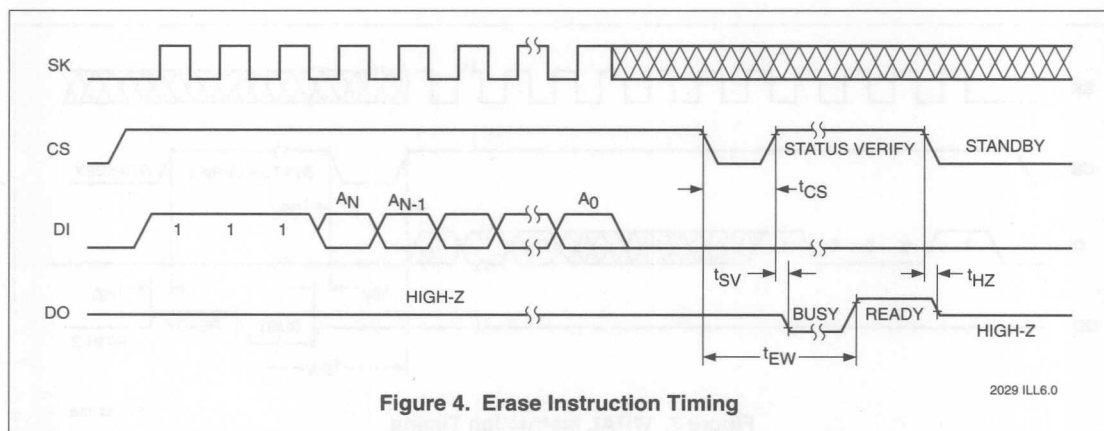 SK
CS
STATUS VERIFY
STANDBY
tCS
DI
1 1 1
AN
AN-1
A0
tSV
tHZ
DO
HIGH-Z
BUSY
READY
HIGH-Z
tEW
2029 ILL6.0
Figure 4. Erase Instruction Timing